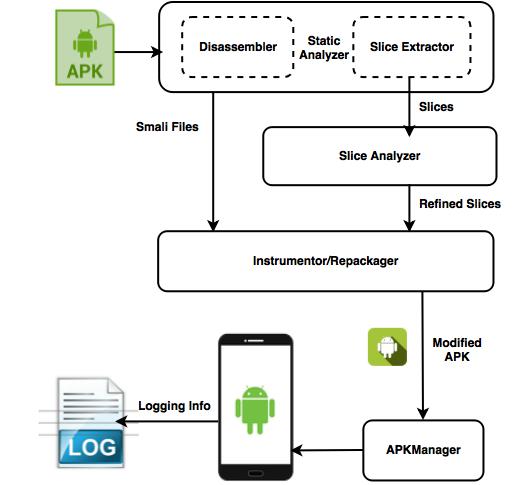 APK
Disassembler
Static
Analyzer
Slice Extractor
Smali Files
Slices
Slice Analyzer
Refined Slices
Instrumentor/Repackager
Modified
APK
Logging Info
LOG
APKManager